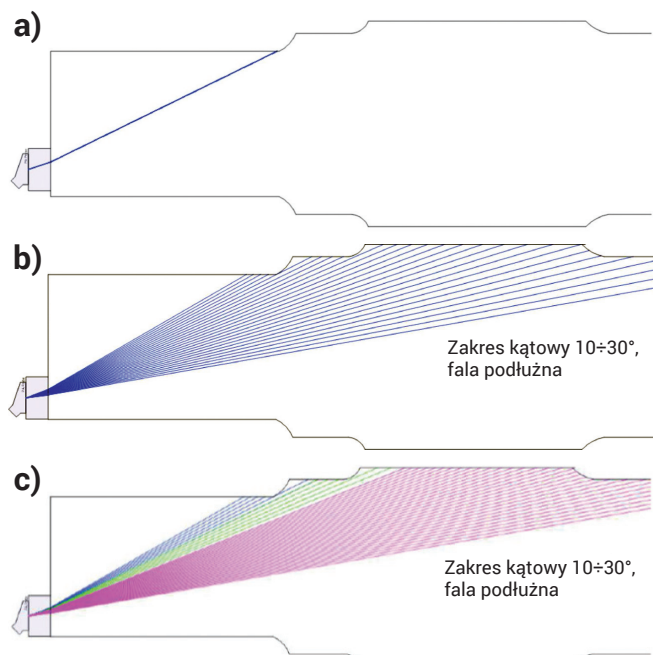 a)
b)
Zakres kątowy 10÷30°,
fala podłużna
c)
Zakres kątowy 10÷30°,
fala podłużna